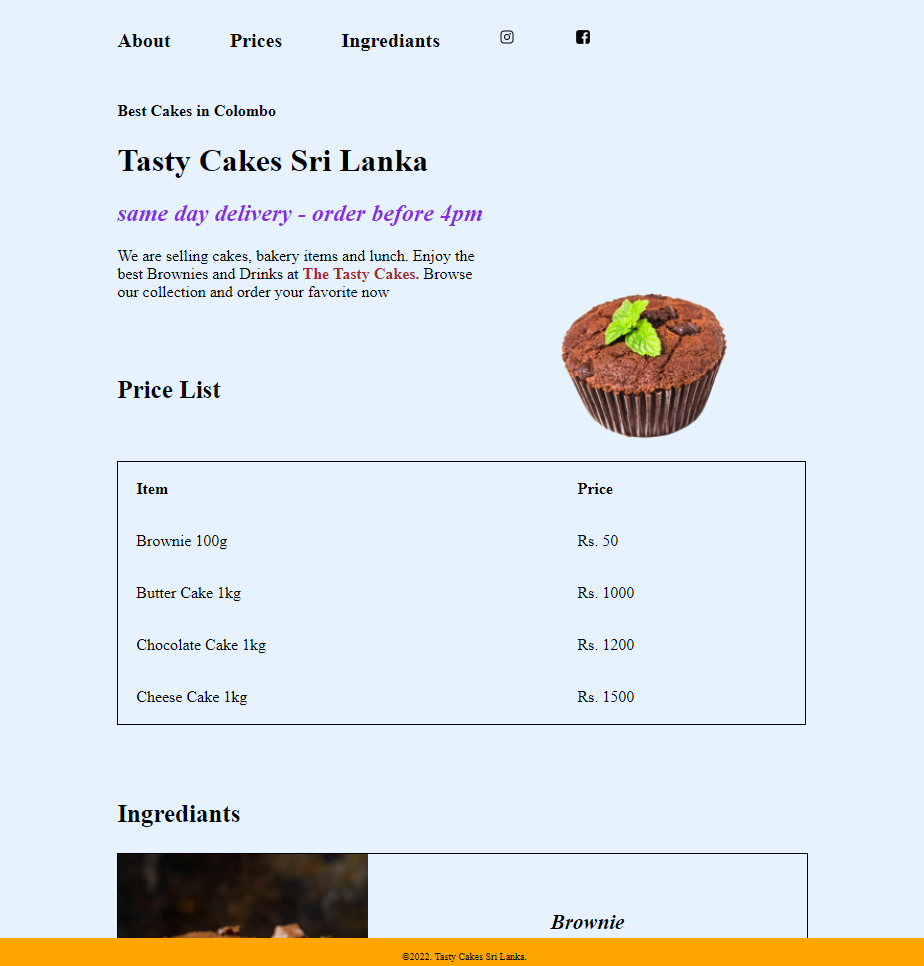 About Prices Ingrediants
Best Cakes in Colombo
Tasty Cakes Sri Lanka
same day delivery - order before 4pm
We are selling cakes, bakery items and lunch. Enjoy the
best Brownies and Drinks at The Tasty Cakes. Browse
our collection and order your favorite now
Price List
Item Price
Brownie 100g Rs. 50
Butter Cake 1kg Rs. 1000
Chocolate Cake 1kg Rs. 1200
Cheese Cake 1kg Rs. 1500
Ingrediants
Brownie
©2022. Tasty Cakes Sri Lanka.